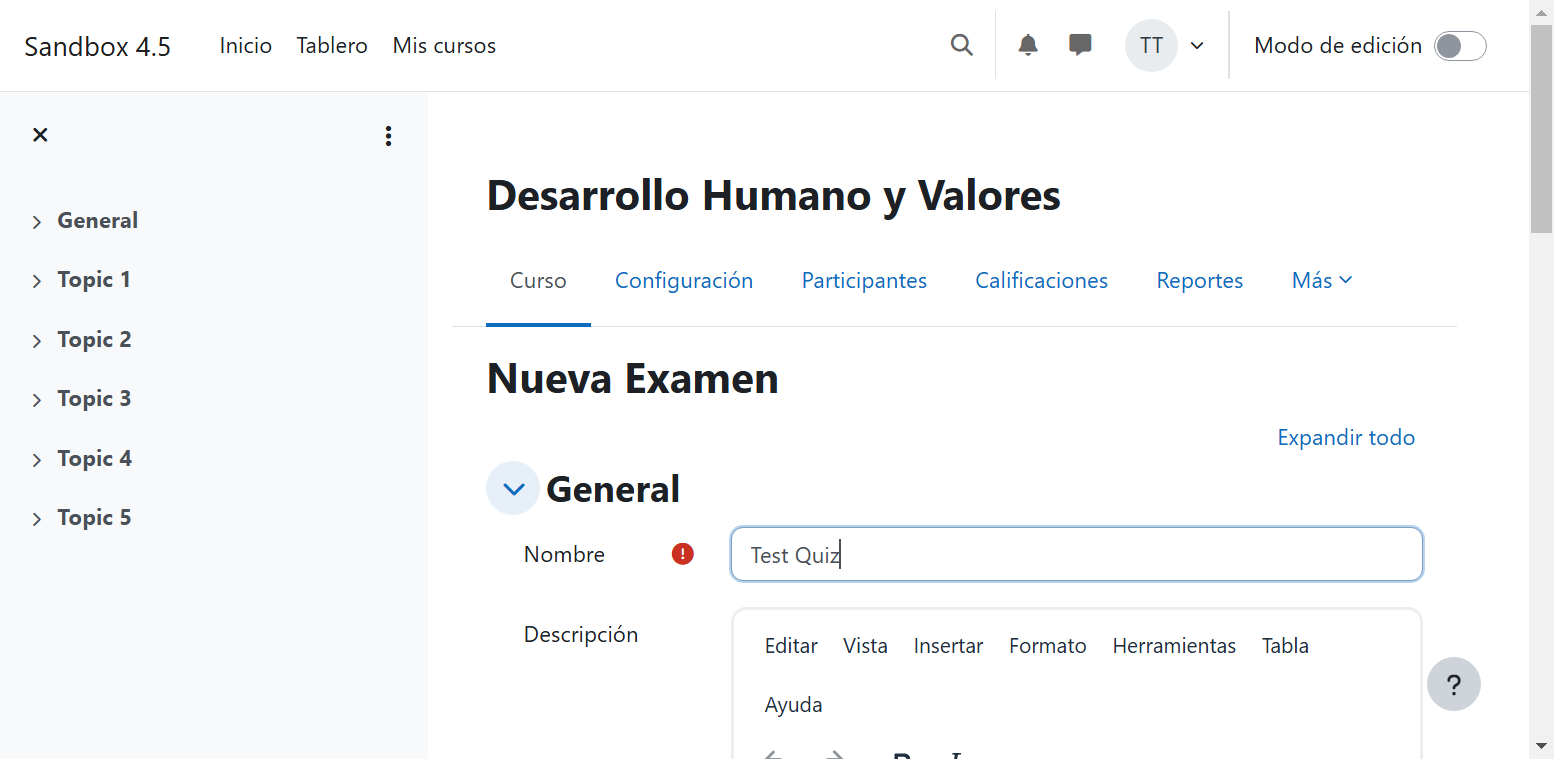 Sandbox 4.5 Inicio Tablero Mis cursos TT Modo de edición
General
Topic 1
Topic 2
Topic 3
Topic 4
Topic 5
Desarrollo Humano y Valores
Curso Configuración Participantes Calificaciones Reportes Más
Nueva Examen
Expandir todo
General
Nombre Test Quiz
Descripción
Editar Vista Insertar Formato Herramientas Tabla
Ayuda
B I
?